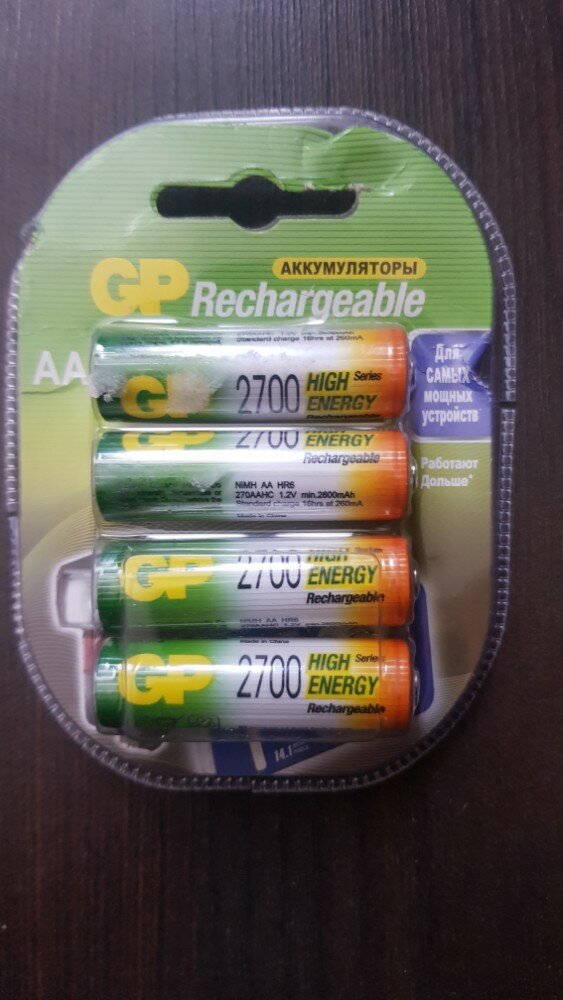 АККУМУЛЯТОРЫ
GP Rechargeable
AA
Для
САМЫХ
мощных
устройств
Работают
Дольше*
Standard charge 16hrs at 260mA
GP 2700 HIGH Series
ENERGY
Rechargeable
2700 ENERGY
Rechargeable
NiMH AA HR6
270AAHC 1.2V min.2600mAh
Standard charge 16hrs at 260mA
Made in China
GP 2700 HIGH Series
ENERGY
Rechargeable
NiMH AA HR6
Made in China
GP 2700 HIGH Series
ENERGY
Rechargeable
14.1